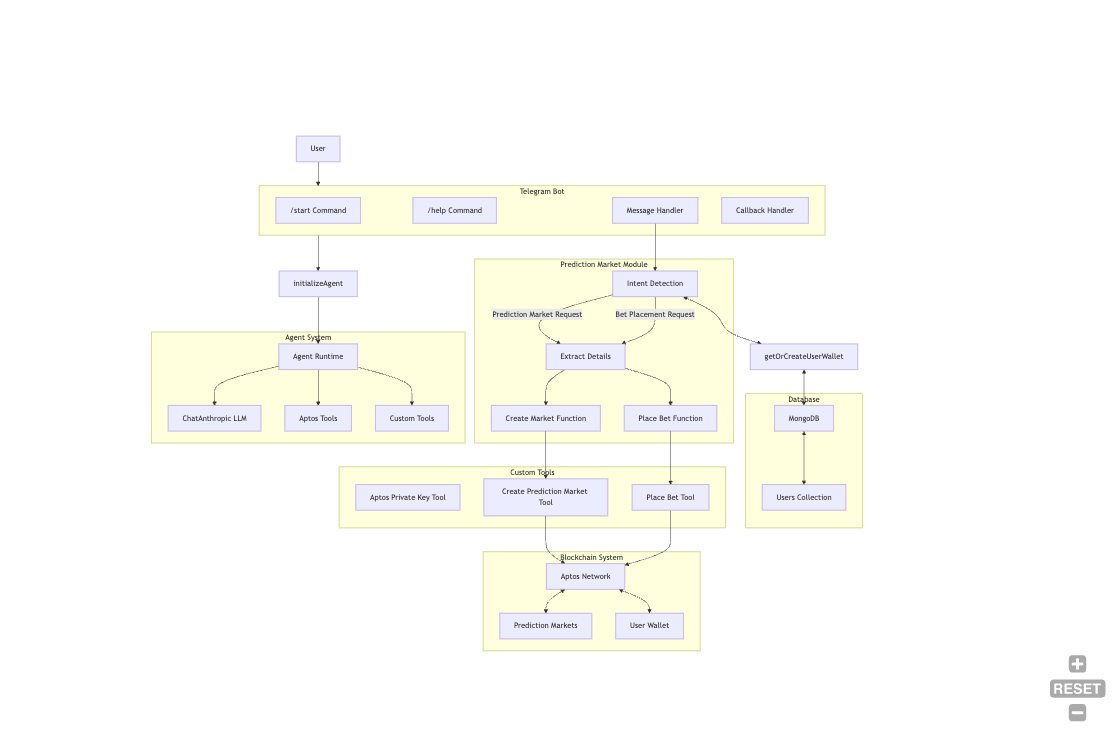 User
Telegram Bot
/start Command
/help Command
Message Handler
Callback Handler
Prediction Market Module
initializeAgent
Intent Detection
Prediction Market Request
Bet Placement Request
Agent System
Agent Runtime
Extract Details
getOrCreateUserWallet
Database
ChatAnthropic LLM
Aptos Tools
Custom Tools
Create Market Function
Place Bet Function
MongoDB
Custom Tools
Aptos Private Key Tool
Create Prediction Market
Tool
Place Bet Tool
Users Collection
Blockchain System
Aptos Network
Prediction Markets
User Wallet
RESET